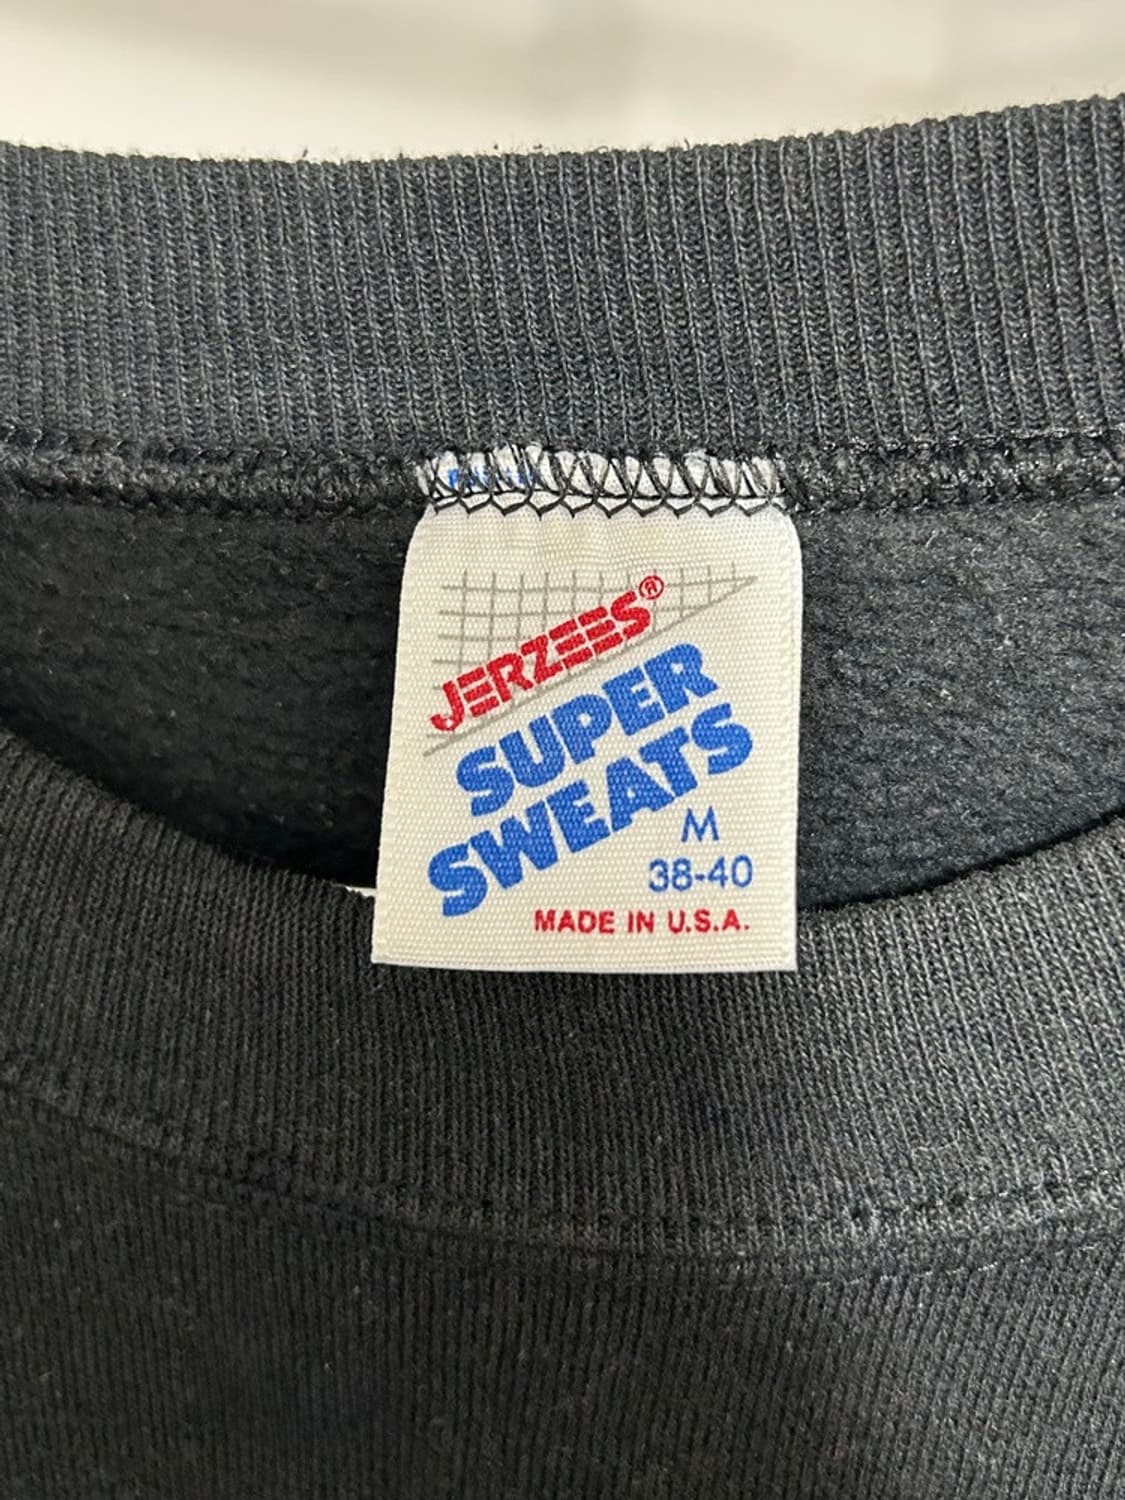 JERZEES®
SUPER
SWEATS
M
38-40
MADE IN U.S.A.